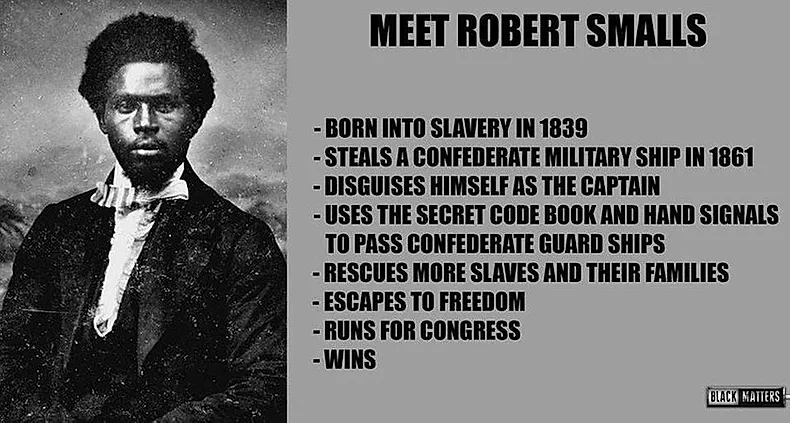 MEET ROBERT SMALLS
- BORN INTO SLAVERY IN 1839
- STEALS A CONFEDERATE MILITARY SHIP IN 1861
- DISGUISES HIMSELF AS THE CAPTAIN
- USES THE SECRET CODE BOOK AND HAND SIGNALS
TO PASS CONFEDERATE GUARD SHIPS
- RESCUES MORE SLAVES AND THEIR FAMILIES
- ESCAPES TO FREEDOM
- RUNS FOR CONGRESS
- WINS
BLACK MATTERS